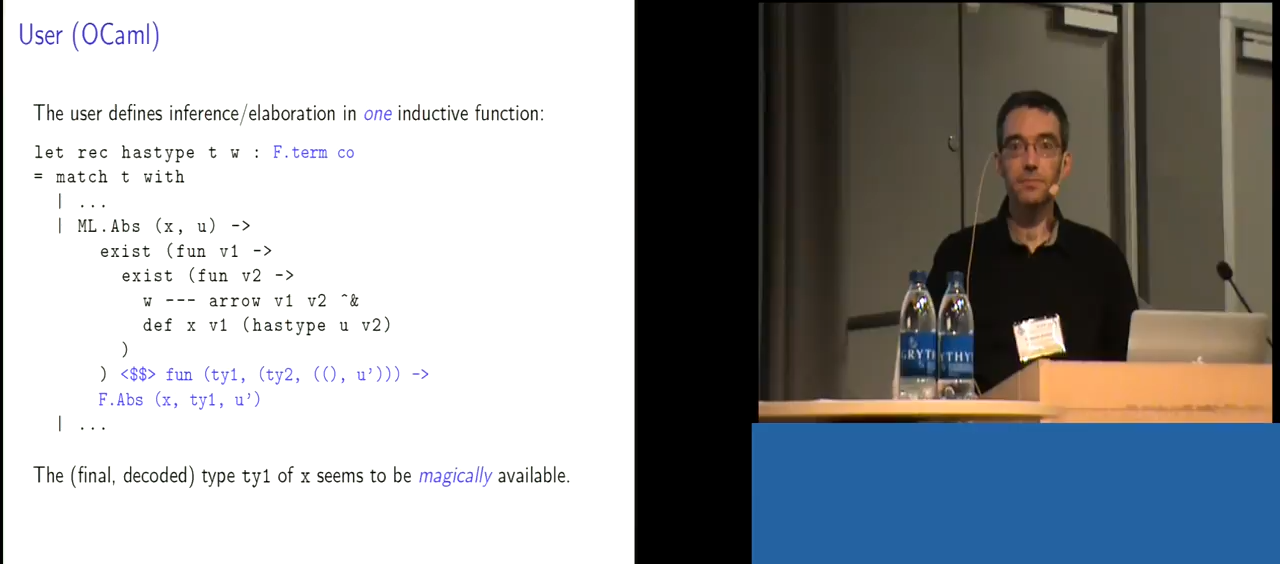 User (OCaml)
The user defines inference/elaboration in one inductive function:
let rec hastype t w : F.term co
= match t with
| ...
| ML.Abs (x, u) ->
exist (fun v1 ->
exist (fun v2 ->
w --- arrow v1 v2 ^&
def x v1 (hastype u v2)
)
) <$$> fun (ty1, (ty2, ((), u'))) ->
F.Abs (x, ty1, u')
| ...
The (final, decoded) type ty1 of x seems to be magically available.